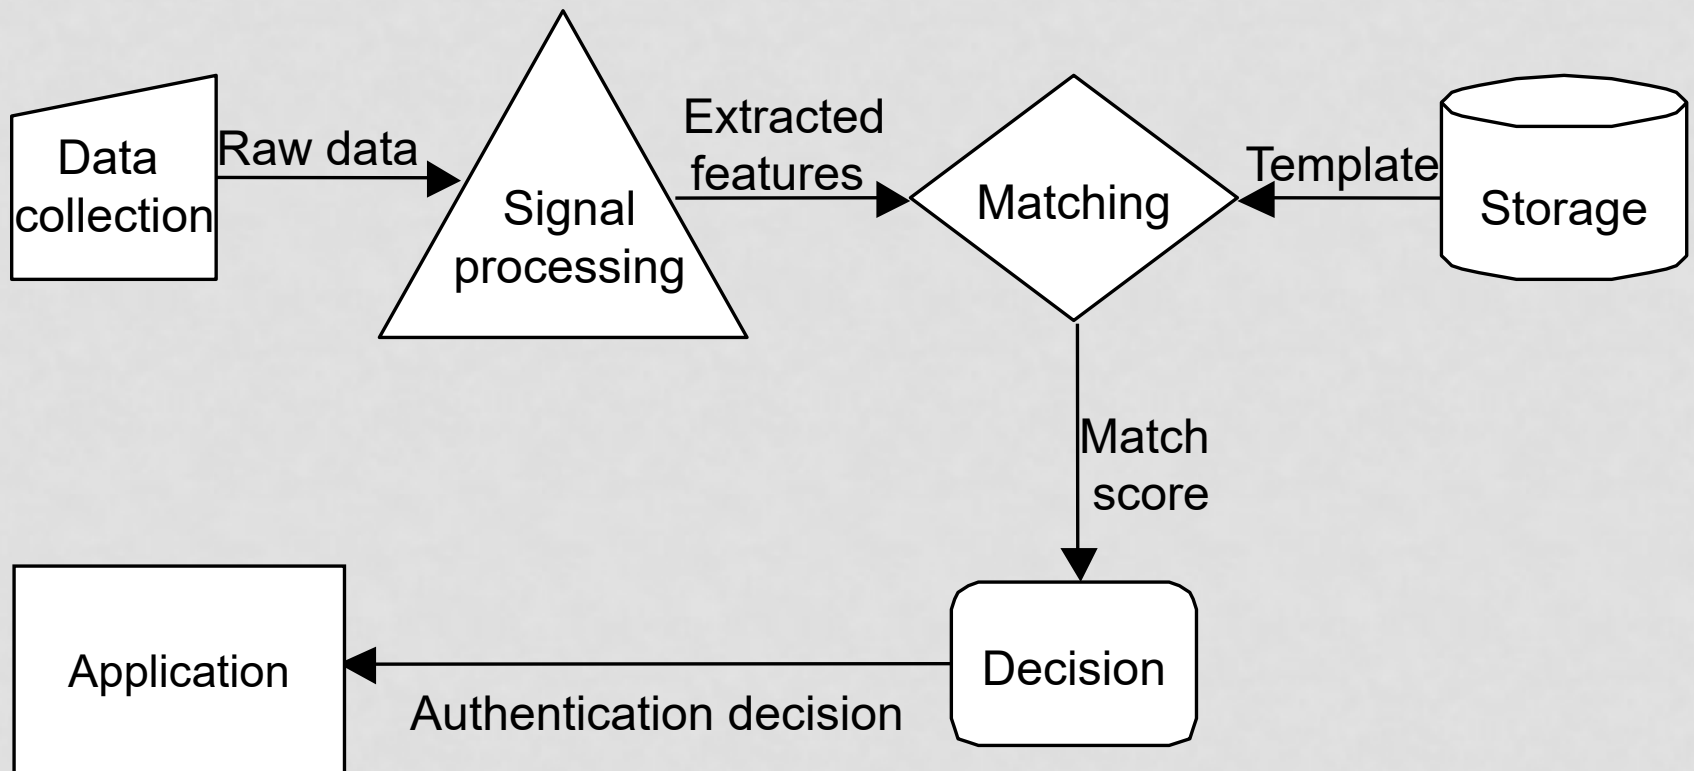 Data
collection
Raw data
Signal
processing
Extracted
features
Matching
Template
Storage
Match
score
Decision
Authentication decision
Application